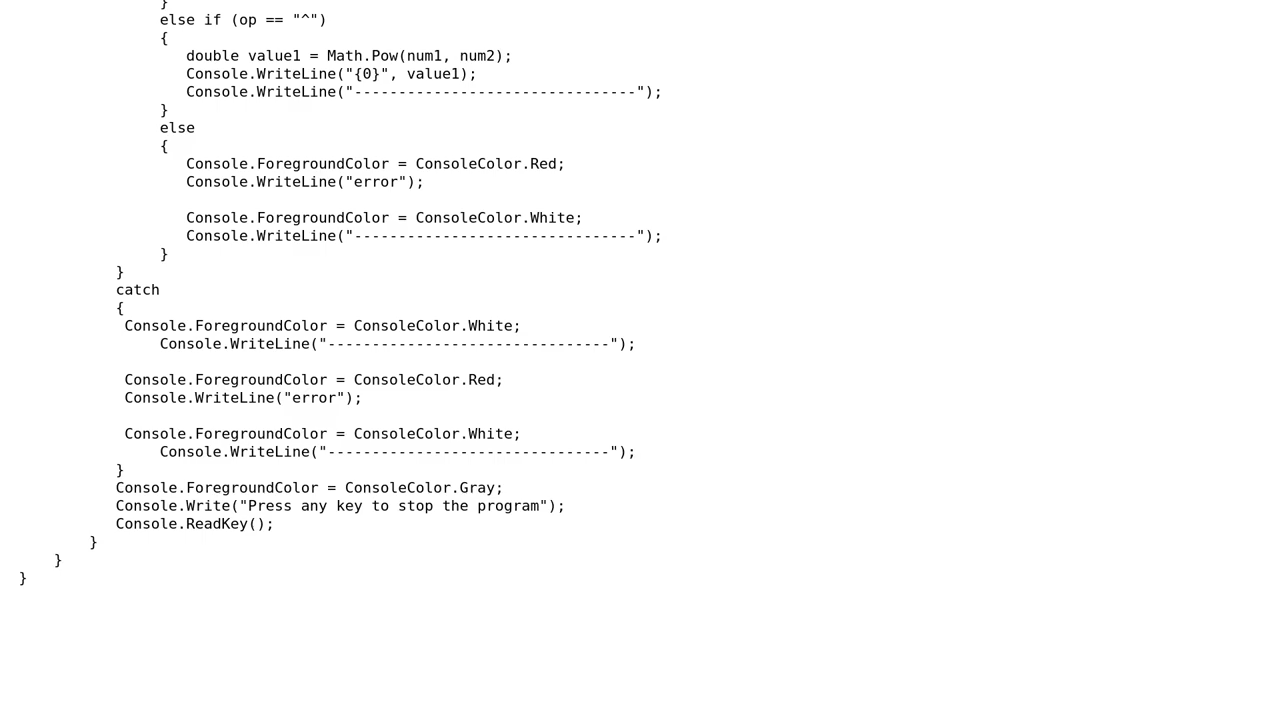 }
else if (op == "^")
{
double value1 = Math.Pow(num1, num2);
Console.WriteLine("{0}", value1);
Console.WriteLine("--------------------------------");
}
else
{
Console.ForegroundColor = ConsoleColor.Red;
Console.WriteLine("error");
Console.ForegroundColor = ConsoleColor.White;
Console.WriteLine("--------------------------------");
}
}
catch
{
Console.ForegroundColor = ConsoleColor.White;
Console.WriteLine("--------------------------------");
Console.ForegroundColor = ConsoleColor.Red;
Console.WriteLine("error");
Console.ForegroundColor = ConsoleColor.White;
Console.WriteLine("--------------------------------");
}
Console.ForegroundColor = ConsoleColor.Gray;
Console.Write("Press any key to stop the program");
Console.ReadKey();
}
}
}